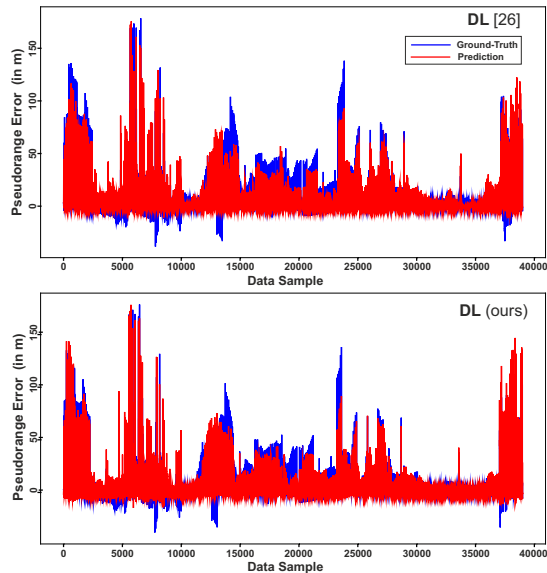 DL [26]
Ground-Truth
Prediction
Pseudorange Error (in m)
150
100
50
0
0 5000 10000 15000 20000 25000 30000 35000 40000
Data Sample
DL (ours)
Pseudorange Error (in m)
150
100
50
0
0 5000 10000 15000 20000 25000 30000 35000 40000
Data Sample